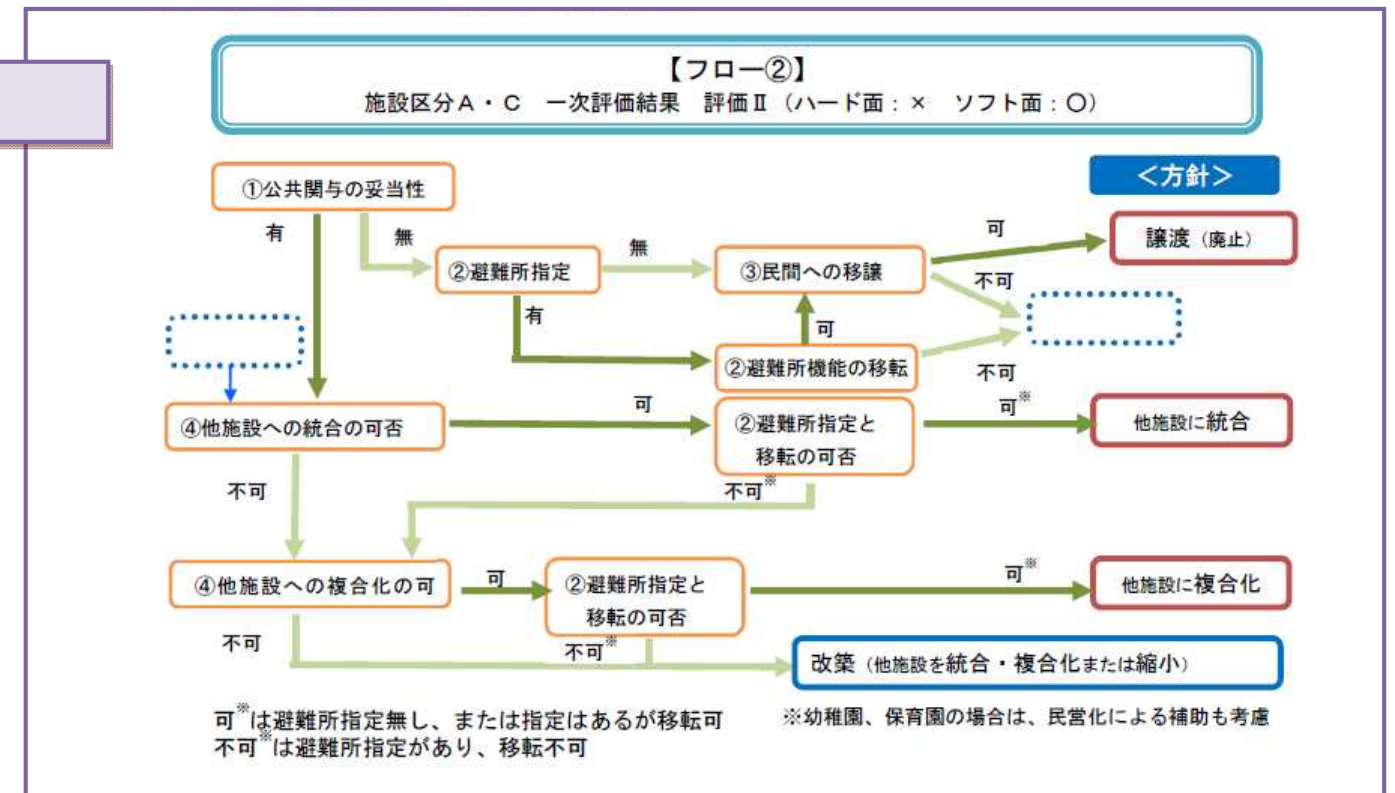 【フロー②】
施設区分A・C　一次評価結果　評価Ⅱ（ハード面：×　ソフト面：〇）
①公共関与の妥当性
＜方針＞
有
無
②避難所指定
無
③民間への移譲
可
譲渡（廃止）
不可
有
可
②避難所機能の移転
不可
④他施設への統合の可否
可
②避難所指定と
移転の可否
可※
他施設に統合
不可
不可※
④他施設への複合化の可
可
②避難所指定と
移転の可否
可※
他施設に複合化
不可
不可※
改築（他施設を統合・複合化または縮小）
可※は避難所指定無し、または指定はあるが移転可
不可※は避難所指定があり、移転不可
※幼稚園、保育園の場合は、民営化による補助も考慮